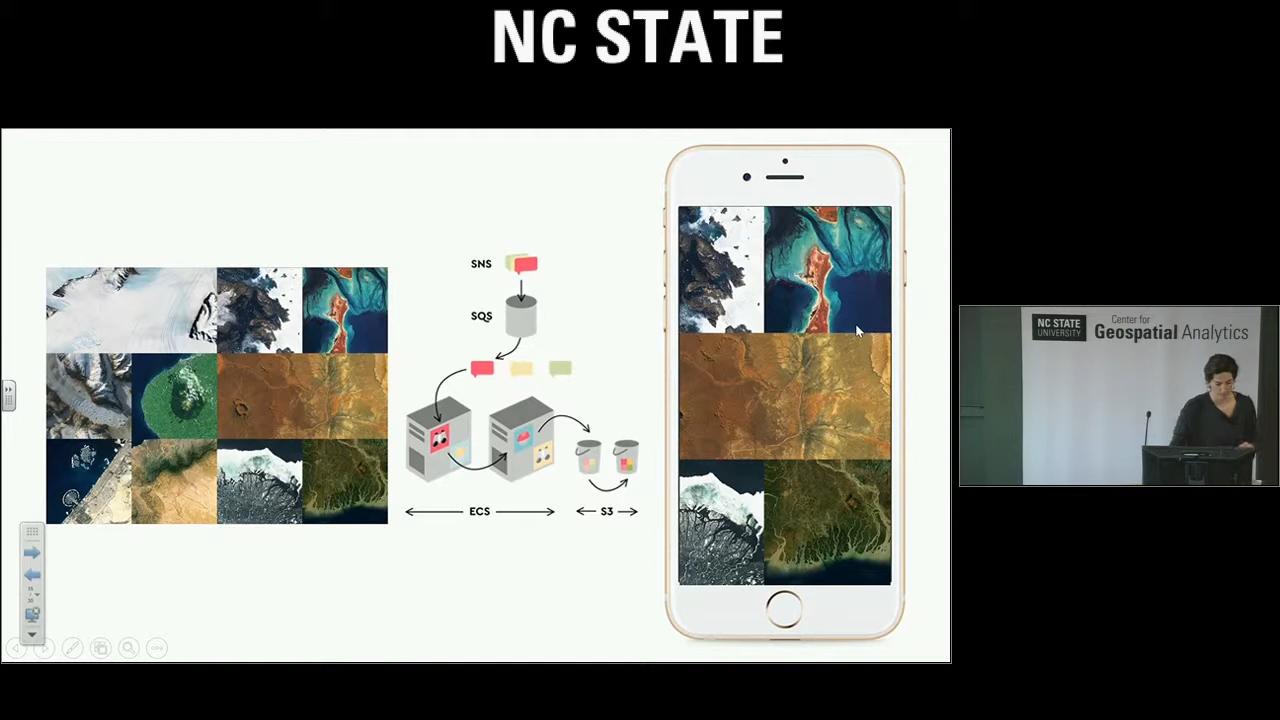 NC STATE
SNS
SQS
ECS
S3
NC STATE
UNIVERSITY
Center for
Geospatial Analytics